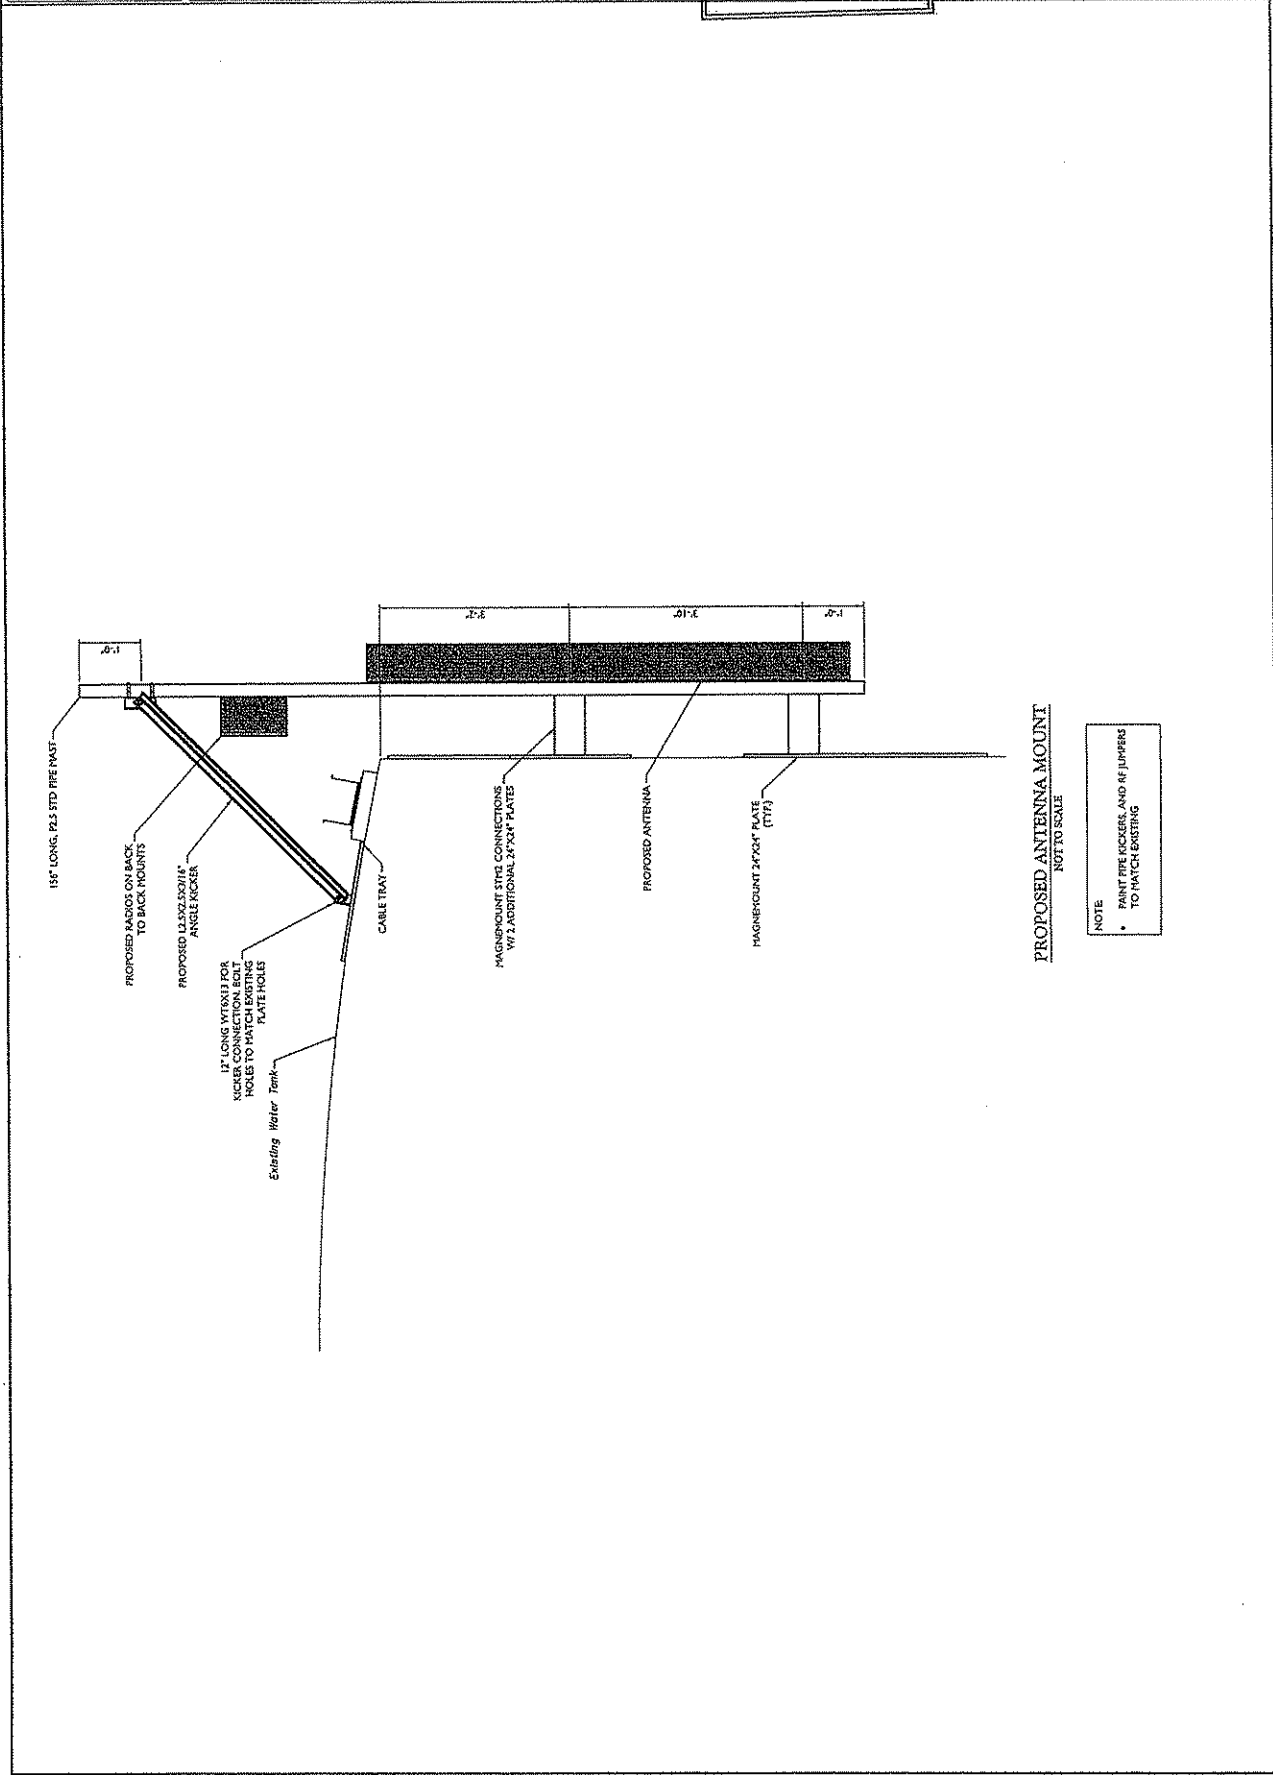 156" LONG, P2.5 STD PIPE MAST
1'-0"
PROPOSED RADIOS ON BACK
TO BACK MOUNTS
PROPOSED L2.5X2.5X3/16"
ANGLE KICKER
12" LONG WT6X13 FOR
KICKER CONNECTION. BOLT
HOLES TO MATCH EXISTING
PLATE HOLES
Existing Water Tank
CABLE TRAY
3'-2"
MAGNEMOUNT STM2 CONNECTIONS
W/ 2 ADDITIONAL 24"X24" PLATES
3'-10"
PROPOSED ANTENNA
MAGNEMOUNT 24"X24" PLATE
(TYP.)
1'-0"
PROPOSED ANTENNA MOUNT
NOT TO SCALE
NOTE:
• PAINT PIPE KICKERS, AND RF JUMPERS
TO MATCH EXISTING